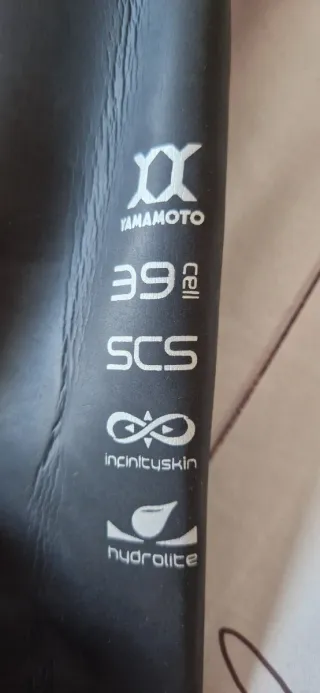 YAMAMOTO
39 cell
SCS
infinityskin
hydrolite